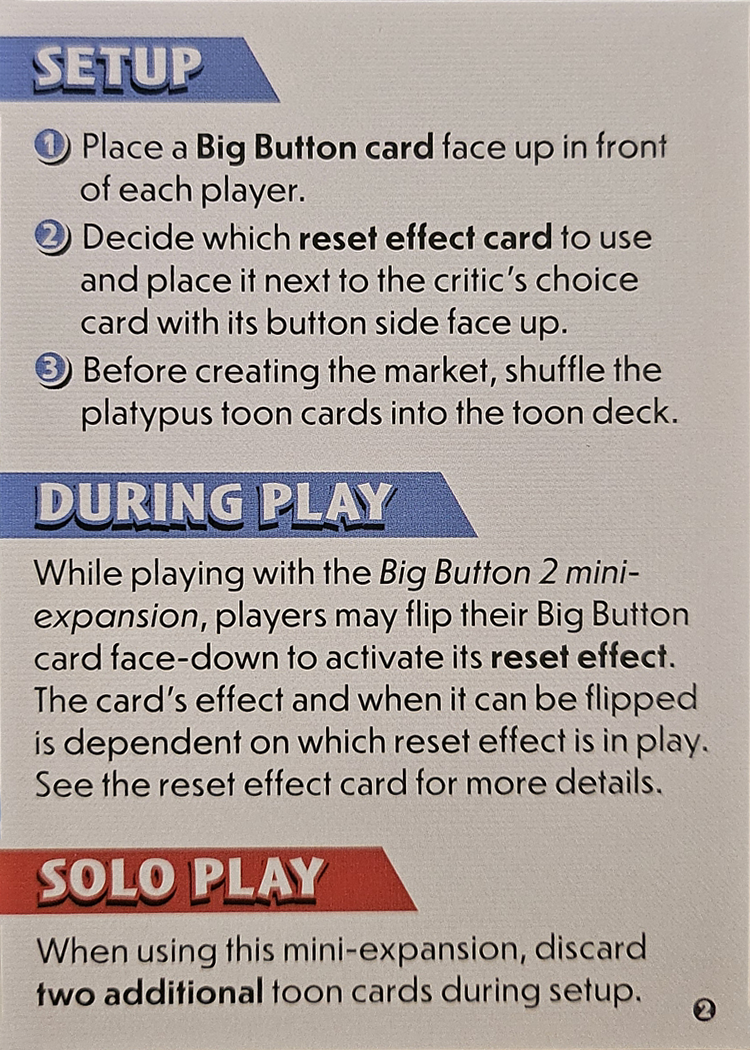 SETUP
1 Place a Big Button card face up in front
of each player.
2 Decide which reset effect card to use
and place it next to the critic's choice
card with its button side face up.
3 Before creating the market, shuffle the
platypus toon cards into the toon deck.
DURING PLAY
While playing with the Big Button 2 mini-
expansion, players may flip their Big Button
card face-down to activate its reset effect.
The card's effect and when it can be flipped
is dependent on which reset effect is in play.
See the reset effect card for more details.
SOLO PLAY
When using this mini-expansion, discard
two additional toon cards during setup.
2